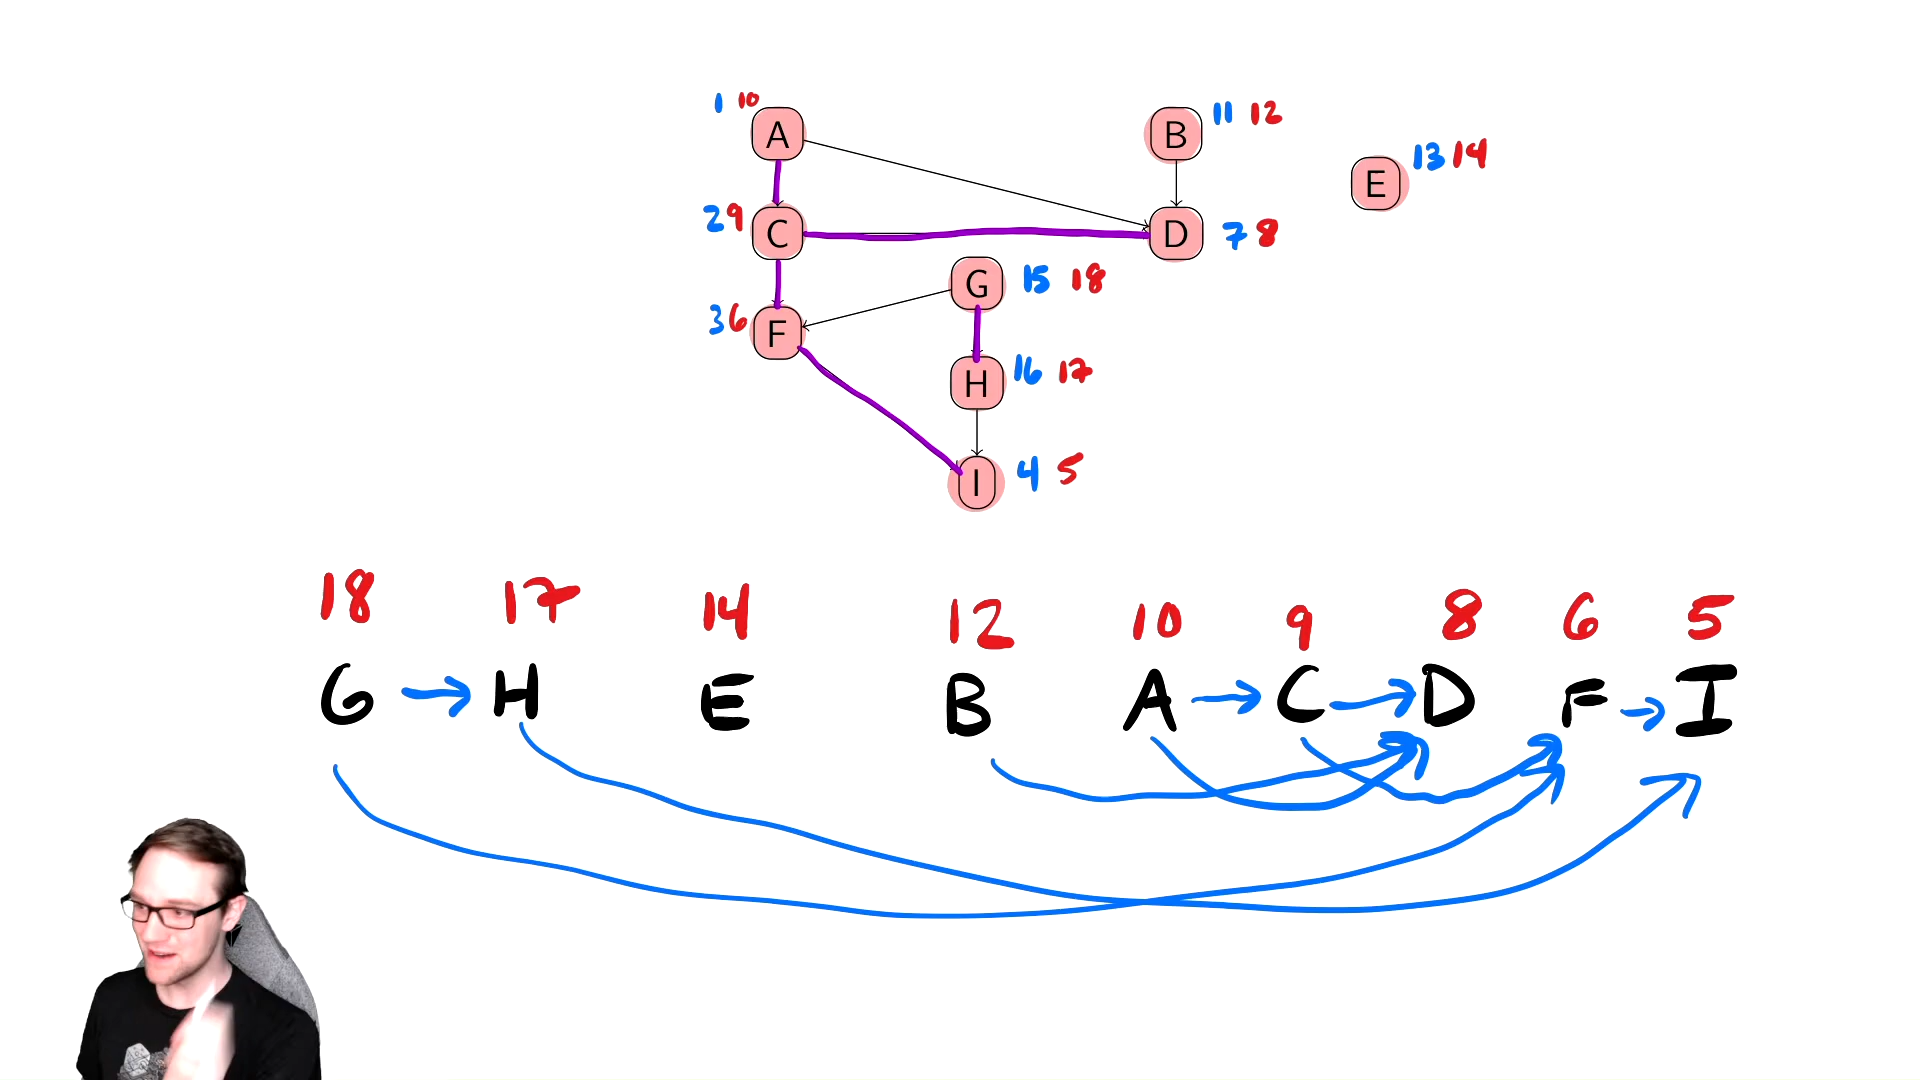 1 10
A
B
11 12
E
13 14
2 9
C
D
7 8
G
15 18
3 6
F
H
16 17
I
4 5
18 17 14 12 10 9 8 6 5
G → H E B A → C → D F → I